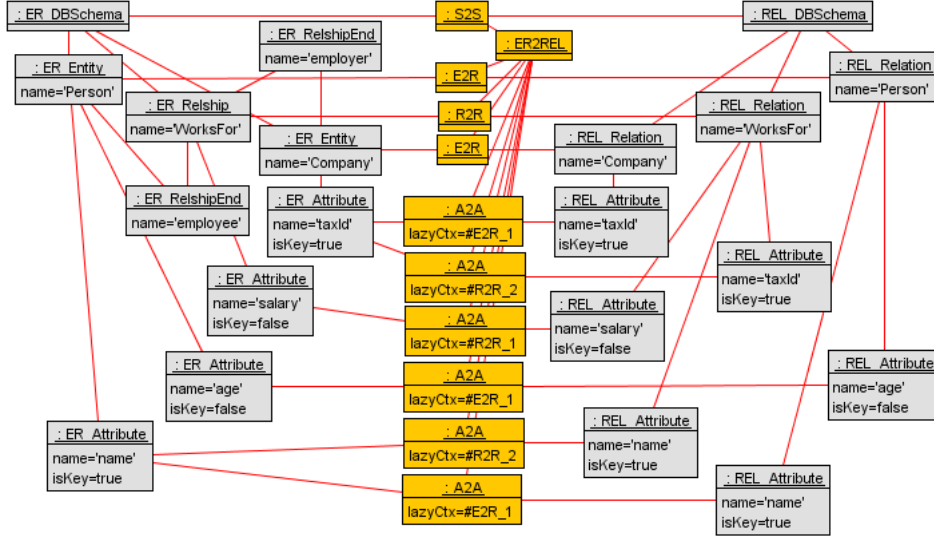 : ER_DBSchema
: S2S
: REL_DBSchema
: ER_RelshipEnd
name='employer'
: ER2REL
: ER_Entity
name='Person'
: E2R
: REL_Relation
name='Person'
: ER_Relship
name='WorksFor'
: R2R
: REL_Relation
name='WorksFor'
: ER_Entity
name='Company'
: E2R
: REL_Relation
name='Company'
: ER_RelshipEnd
name='employee'
: ER_Attribute
name='taxId'
isKey=true
: A2A
lazyCtx=#E2R_1
: REL_Attribute
name='taxId'
isKey=true
: A2A
lazyCtx=#R2R_2
: REL_Attribute
name='taxId'
isKey=true
: ER_Attribute
name='salary'
isKey=false
: A2A
lazyCtx=#R2R_1
: REL_Attribute
name='salary'
isKey=false
: ER_Attribute
name='age'
isKey=false
: A2A
lazyCtx=#E2R_1
: REL_Attribute
name='age'
isKey=false
: ER_Attribute
name='name'
isKey=true
: A2A
lazyCtx=#R2R_2
: REL_Attribute
name='name'
isKey=true
: A2A
lazyCtx=#E2R_1
: REL_Attribute
name='name'
isKey=true